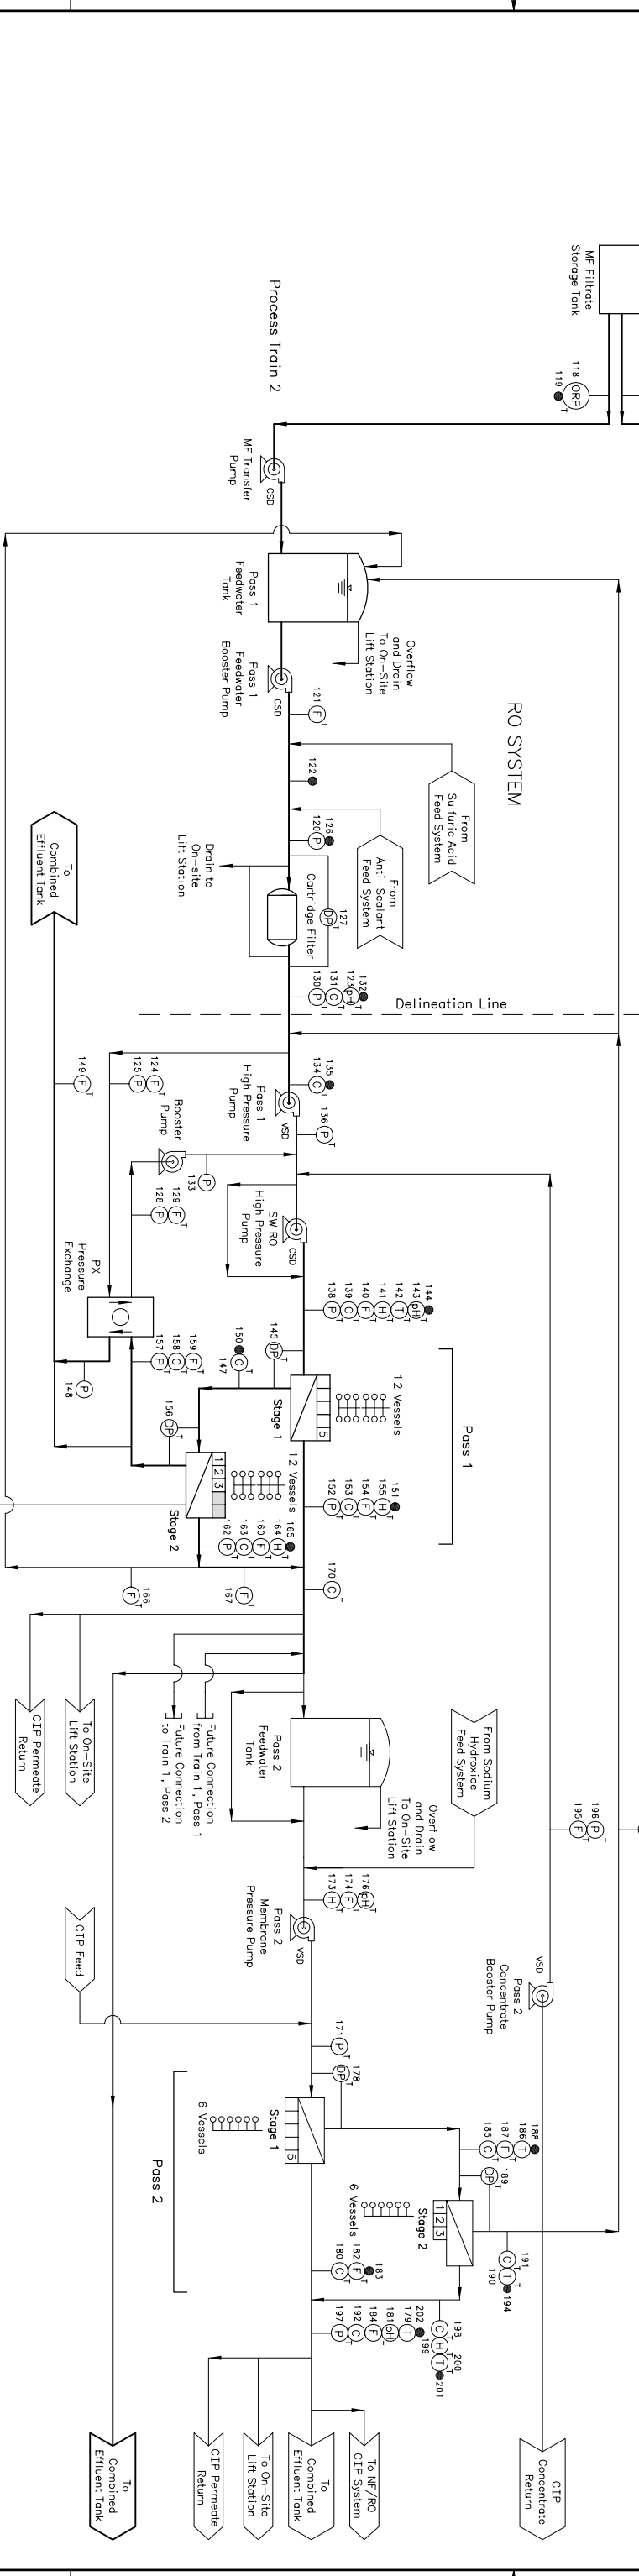 MF Filtrate
Storage Tank
118
ORP
T
119
Process Train 2
MF Transfer
Pump
CSD
Pass 1
Feedwater
Tank
Overflow
and Drain
To On-Site
Lift Station
Pass 1
Feedwater
Booster Pump
CSD
RO SYSTEM
121 F T
122
From
Sulfuric Acid
Feed System
From
Anti-Scalant
Feed System
126
120 P T
Cartridge Filter
127
DP T
Drain to
On-site
Lift Station
132
123 pH T
131 C T
130 P T
Delineation Line
To
Combined
Effluent Tank
149 F T
124 F T
125 P
135
134 C T
Pass 1
High Pressure
Pump
VSD
136 P T
Booster
Pump
133 P
129 F T
128 P
SW RO
High Pressure
Pump
CSD
PX
Pressure
Exchange
148 P
159 F T
158 C T
157 P T
144
143 pH T
142 T T
141 H T
140 F T
139 C T
138 P T
145 DP T
150
147 C T
156 DP T
Pass 1
12 Vessels
5
Stage 1
12 Vessels
1 2 3
Stage 2
151
155 H T
154 F T
153 C T
152 P T
165
164 H T
160 F T
163 C T
162 P T
166 F T
167 F T
170 C T
CIP Permeate
Return
To On-Site
Lift Station
Future Connection
from Train 1, Pass 1
Future Connection
to Train 1, Pass 2
Pass 2
Feedwater
Tank
Overflow
and Drain
To On-Site
Lift Station
From Sodium
Hydroxide
Feed System
176 pH T
174 F T
173 H T
196 P T
195 F T
Pass 2
Membrane
Pressure Pump
VSD
CIP Feed
VSD
Pass 2
Concentrate
Booster Pump
171 P T
178
DP T
Stage 1
5
6 Vessels
Pass 2
188
186 T T
187 F T
185 C T
189
DP T
1 2 3
Stage 2
6 Vessels
191
C T
T T
190
194
183
182 F T
180 C T
198
C T
H T
199
200
T T
201
202
179 T T
181 pH T
184 F T
192 C T
197 P T
To
Combined
Effluent Tank
CIP Permeate
Return
To On-Site
Lift Station
To
Combined
Effluent Tank
To NF/RO
CIP System
CIP
Concentrate
Return